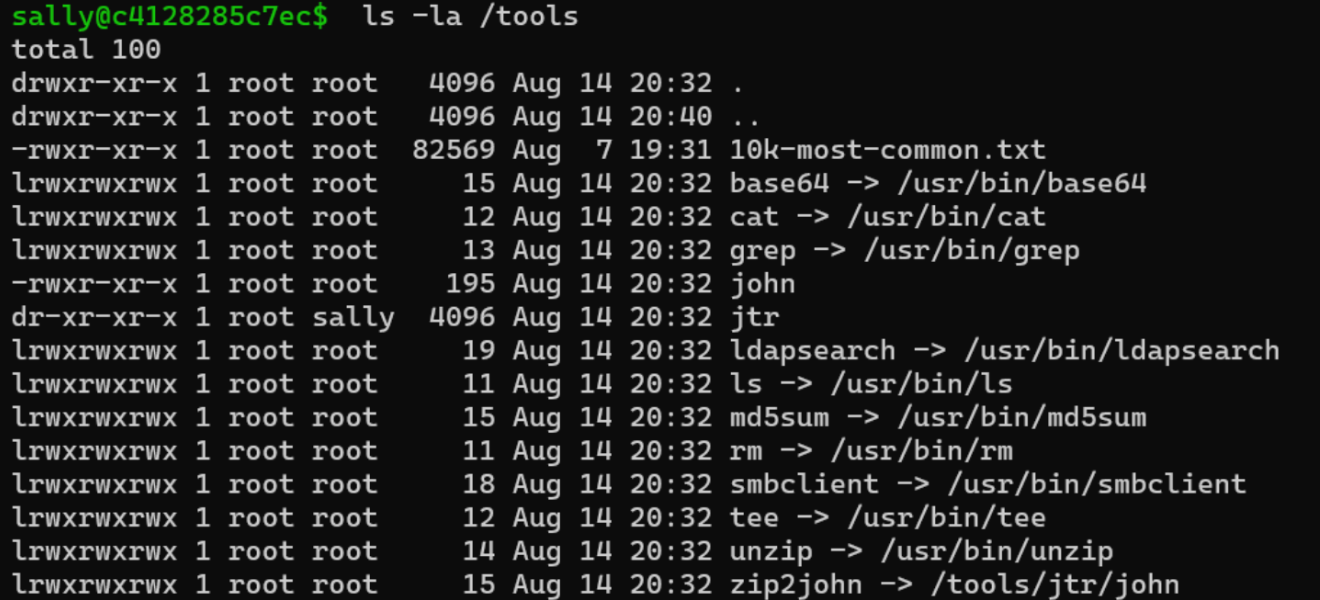 sally@c4128285c7ec$  ls -la /tools
total 100
drwxr-xr-x 1 root root   4096 Aug 14 20:32 .
drwxr-xr-x 1 root root   4096 Aug 14 20:40 ..
-rwxr-xr-x 1 root root  82569 Aug  7 19:31 10k-most-common.txt
lrwxrwxrwx 1 root root     15 Aug 14 20:32 base64 -> /usr/bin/base64
lrwxrwxrwx 1 root root     12 Aug 14 20:32 cat -> /usr/bin/cat
lrwxrwxrwx 1 root root     13 Aug 14 20:32 grep -> /usr/bin/grep
-rwxr-xr-x 1 root root    195 Aug 14 20:32 john
dr-xr-xr-x 1 root sally  4096 Aug 14 20:32 jtr
lrwxrwxrwx 1 root root     19 Aug 14 20:32 ldapsearch -> /usr/bin/ldapsearch
lrwxrwxrwx 1 root root     11 Aug 14 20:32 ls -> /usr/bin/ls
lrwxrwxrwx 1 root root     15 Aug 14 20:32 md5sum -> /usr/bin/md5sum
lrwxrwxrwx 1 root root     11 Aug 14 20:32 rm -> /usr/bin/rm
lrwxrwxrwx 1 root root     18 Aug 14 20:32 smbclient -> /usr/bin/smbclient
lrwxrwxrwx 1 root root     12 Aug 14 20:32 tee -> /usr/bin/tee
lrwxrwxrwx 1 root root     14 Aug 14 20:32 unzip -> /usr/bin/unzip
lrwxrwxrwx 1 root root     15 Aug 14 20:32 zip2john -> /tools/jtr/john